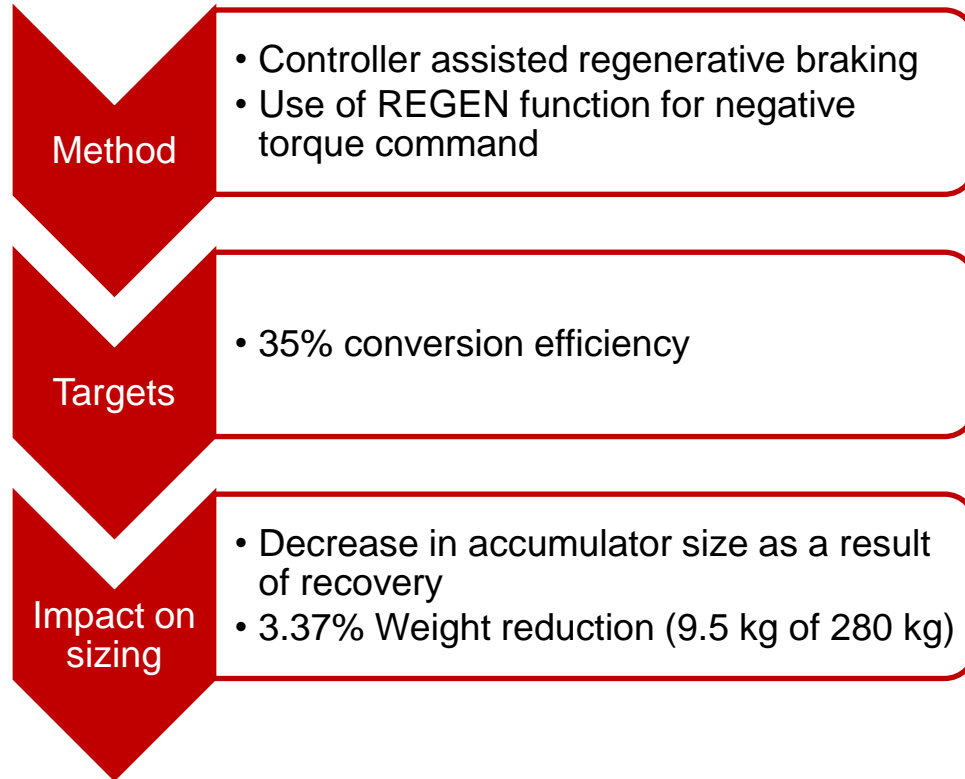 Method
• Controller assisted regenerative braking
• Use of REGEN function for negative
torque command
Targets
• 35% conversion efficiency
Impact on
sizing
• Decrease in accumulator size as a result
of recovery
• 3.37% Weight reduction (9.5 kg of 280 kg)